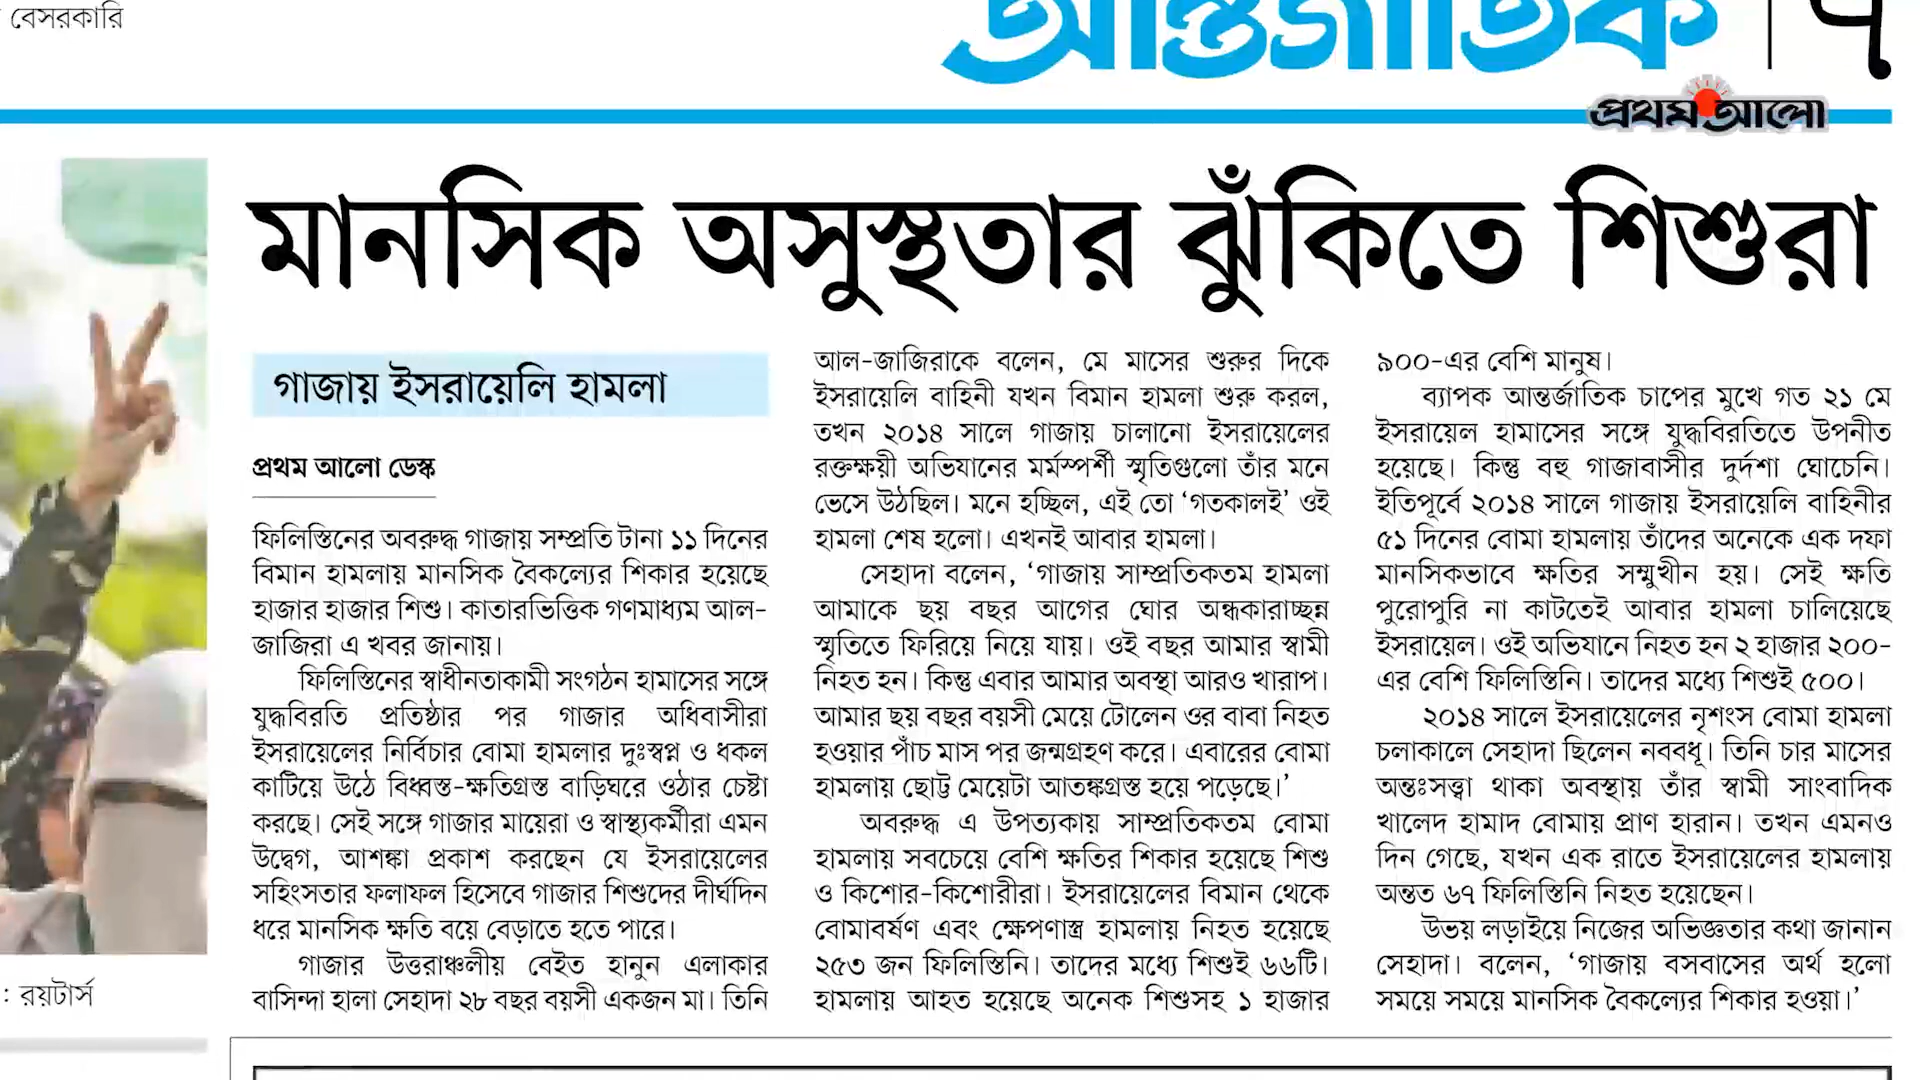 বেসরকারি
আন্তর্জাতিক
৭
প্রথম আলো
মানসিক অসুস্থতার ঝুঁকিতে শিশুরা
গাজায় ইসরায়েলি হামলা
প্রথম আলো ডেস্ক
ফিলিস্তিনের অবরুদ্ধ গাজায় সম্প্রতি টানা ১১ দিনের
বিমান হামলায় মানসিক বৈকল্যের শিকার হয়েছে
হাজার হাজার শিশু। কাতারভিত্তিক গণমাধ্যম আল-
জাজিরা এ খবর জানায়।
ফিলিস্তিনের স্বাধীনতাকামী সংগঠন হামাসের সঙ্গে
যুদ্ধবিরতি প্রতিষ্ঠার পর গাজার অধিবাসীরা
ইসরায়েলের নির্বিচার বোমা হামলার দুঃস্বপ্ন ও ধকল
কাটিয়ে উঠে বিধ্বস্ত-ক্ষতিগ্রস্ত বাড়িঘরে ওঠার চেষ্টা
করছে। সেই সঙ্গে গাজার মায়েরা ও স্বাস্থ্যকর্মীরা এমন
উদ্বেগ, আশঙ্কা প্রকাশ করছেন যে ইসরায়েলের
সহিংসতার ফলাফল হিসেবে গাজার শিশুদের দীর্ঘদিন
ধরে মানসিক ক্ষতি বয়ে বেড়াতে হতে পারে।
গাজার উত্তরাঞ্চলীয় বেইত হানুন এলাকার
বাসিন্দা হালা সেহাদা ২৮ বছর বয়সী একজন মা। তিনি
আল-জাজিরাকে বলেন, মে মাসের শুরুর দিকে
ইসরায়েলি বাহিনী যখন বিমান হামলা শুরু করল,
তখন ২০১৪ সালে গাজায় চালানো ইসরায়েলের
রক্তক্ষয়ী অভিযানের মর্মস্পর্শী স্মৃতিগুলো তাঁর মনে
ভেসে উঠছিল। মনে হচ্ছিল, এই তো ‘গতকালই’ ওই
হামলা শেষ হলো। এখনই আবার হামলা।
সেহাদা বলেন, ‘গাজায় সাম্প্রতিকতম হামলা
আমাকে ছয় বছর আগের ঘোর অন্ধকারাচ্ছন্ন
স্মৃতিতে ফিরিয়ে নিয়ে যায়। ওই বছর আমার স্বামী
নিহত হন। কিন্তু এবার আমার অবস্থা আরও খারাপ।
আমার ছয় বছর বয়সী মেয়ে টোলেন ওর বাবা নিহত
হওয়ার পাঁচ মাস পর জন্মগ্রহণ করে। এবারের বোমা
হামলায় ছোট্ট মেয়েটা আতঙ্কগ্রস্ত হয়ে পড়েছে।’
অবরুদ্ধ এ উপত্যকায় সাম্প্রতিকতম বোমা
হামলায় সবচেয়ে বেশি ক্ষতির শিকার হয়েছে শিশু
ও কিশোর-কিশোরীরা। ইসরায়েলের বিমান থেকে
বোমাবর্ষণ এবং ক্ষেপণাস্ত্র হামলায় নিহত হয়েছে
২৫৩ জন ফিলিস্তিনি। তাদের মধ্যে শিশুই ৬৬টি।
হামলায় আহত হয়েছে অনেক শিশুসহ ১ হাজার
৯০০-এর বেশি মানুষ।
ব্যাপক আন্তর্জাতিক চাপের মুখে গত ২১ মে
ইসরায়েল হামাসের সঙ্গে যুদ্ধবিরতিতে উপনীত
হয়েছে। কিন্তু বহু গাজাবাসীর দুর্দশা ঘোচেনি।
ইতিপূর্বে ২০১৪ সালে গাজায় ইসরায়েলি বাহিনীর
৫১ দিনের বোমা হামলায় তাঁদের অনেকে এক দফা
মানসিকভাবে ক্ষতির সম্মুখীন হয়। সেই ক্ষতি
পুরোপুরি না কাটতেই আবার হামলা চালিয়েছে
ইসরায়েল। ওই অভিযানে নিহত হন ২ হাজার ২০০-
এর বেশি ফিলিস্তিনি। তাদের মধ্যে শিশুই ৫০০।
২০১৪ সালে ইসরায়েলের নৃশংস বোমা হামলা
চলাকালে সেহাদা ছিলেন নববধূ। তিনি চার মাসের
অন্তঃসত্ত্বা থাকা অবস্থায় তাঁর স্বামী সাংবাদিক
খালেদ হামাদ বোমায় প্রাণ হারান। তখন এমনও
দিন গেছে, যখন এক রাতে ইসরায়েলের হামলায়
অন্তত ৬৭ ফিলিস্তিনি নিহত হয়েছেন।
উভয় লড়াইয়ে নিজের অভিজ্ঞতার কথা জানান
সেহাদা। বলেন, ‘গাজায় বসবাসের অর্থ হলো
সময়ে সময়ে মানসিক বৈকল্যের শিকার হওয়া।’
: রয়টার্স